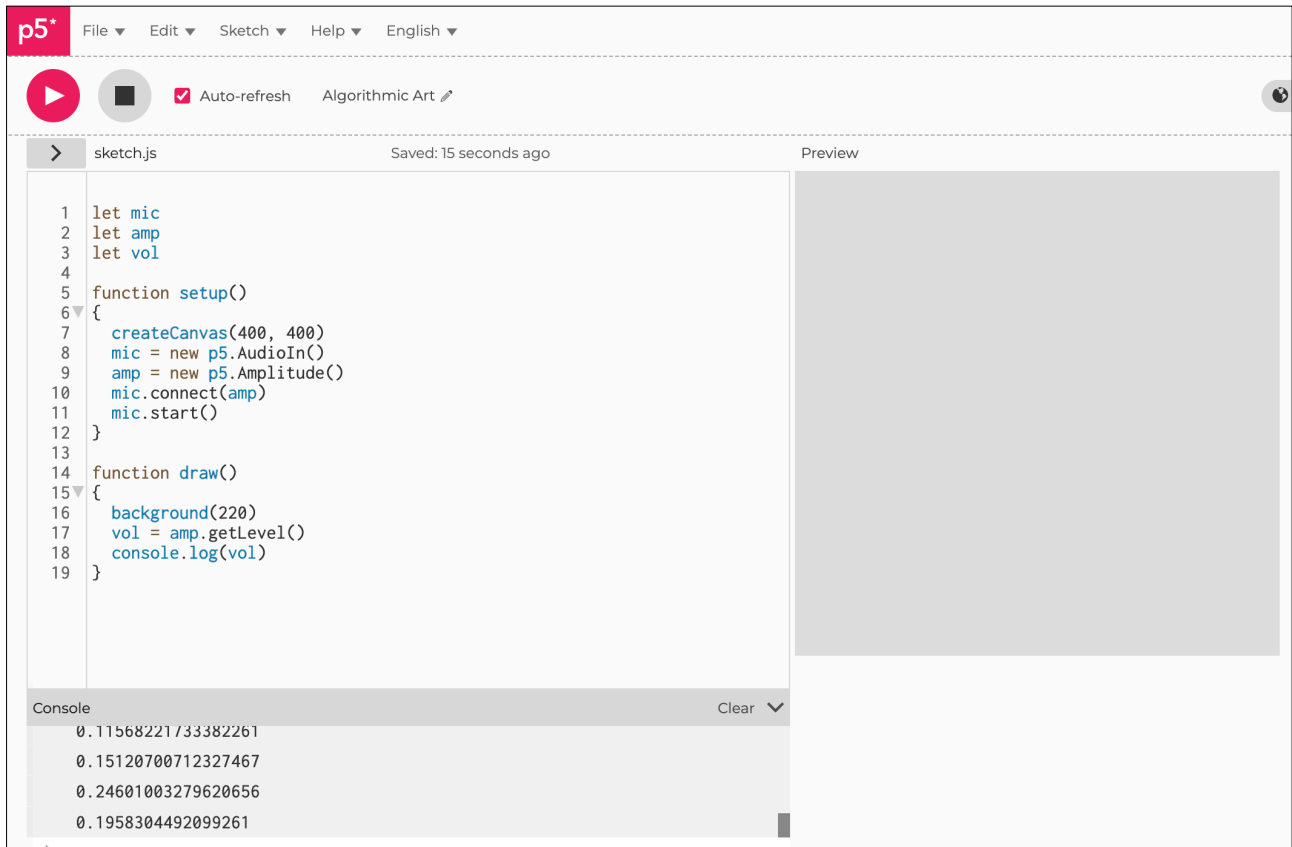 p5* File Edit Sketch Help English
Auto-refresh Algorithmic Art
sketch.js Saved: 15 seconds ago Preview
1 let mic
2 let amp
3 let vol
4
5 function setup()
6 {
7 createCanvas(400, 400)
8 mic = new p5.AudioIn()
9 amp = new p5.Amplitude()
10 mic.connect(amp)
11 mic.start()
12 }
13
14 function draw()
15 {
16 background(220)
17 vol = amp.getLevel()
18 console.log(vol)
19 }
Console Clear
0.11568221733382261
0.15120700712327467
0.24601003279620656
0.1958304492099261